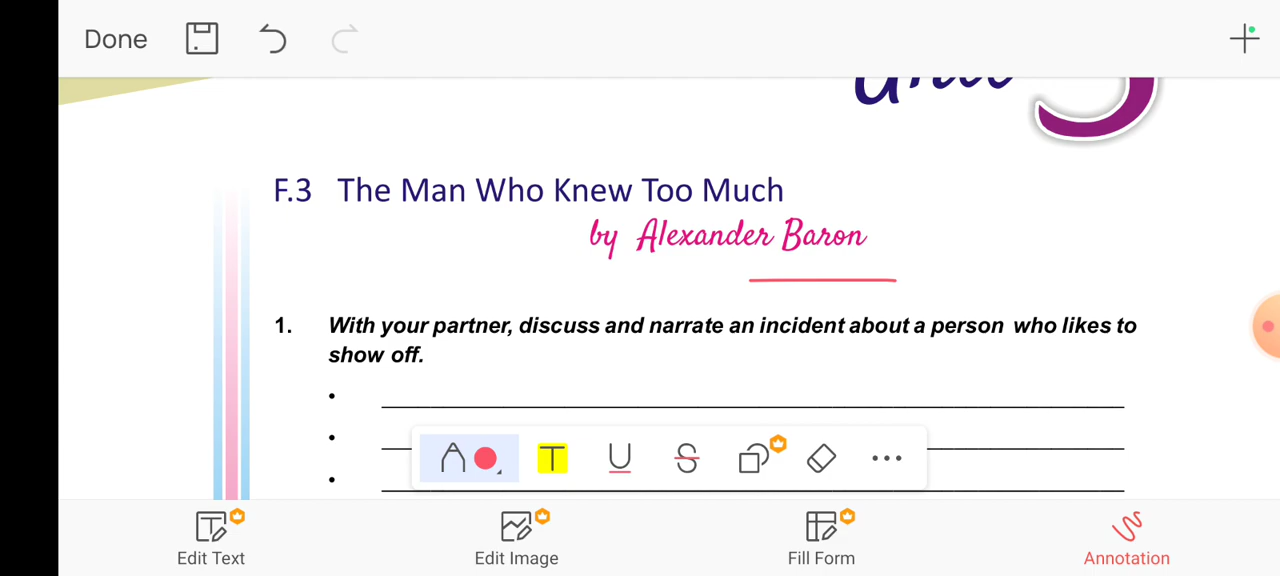 Done
F.3 The Man Who Knew Too Much
by Alexander Baron
1. With your partner, discuss and narrate an incident about a person who likes to
show off.
Edit Text
Edit Image
Fill Form
Annotation